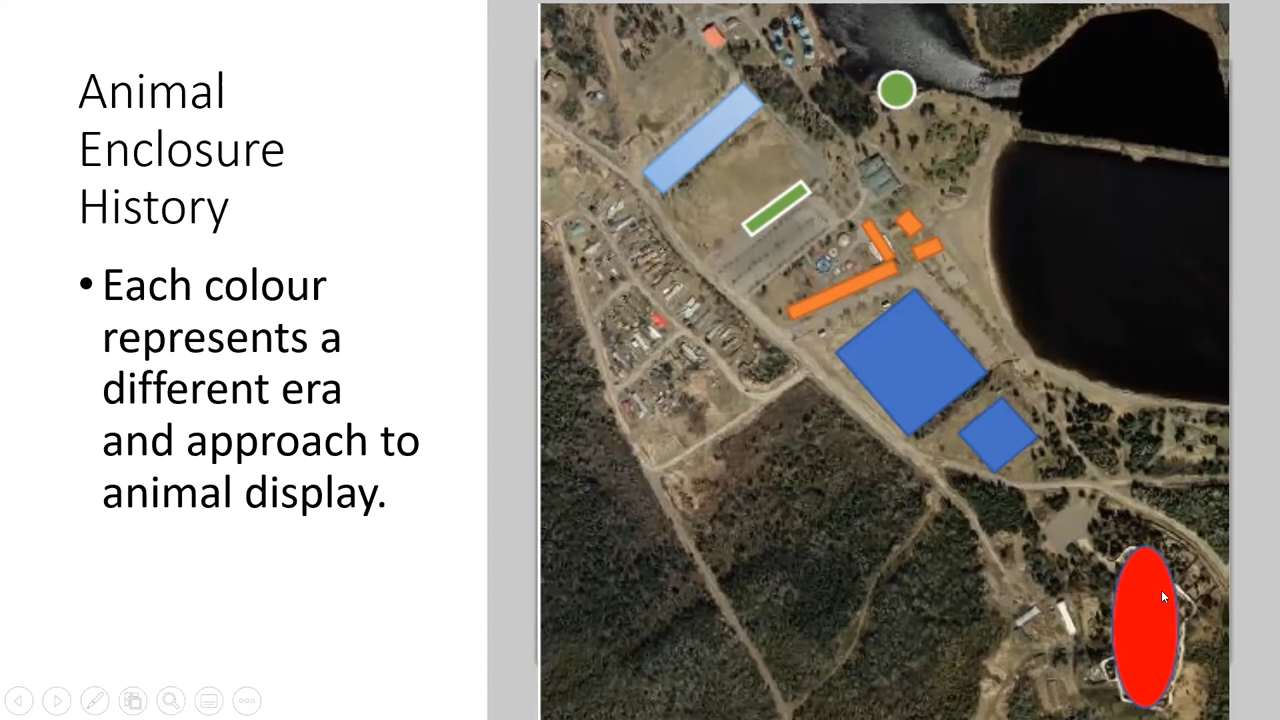 Animal
Enclosure
History
• Each colour
represents a
different era
and approach to
animal display.